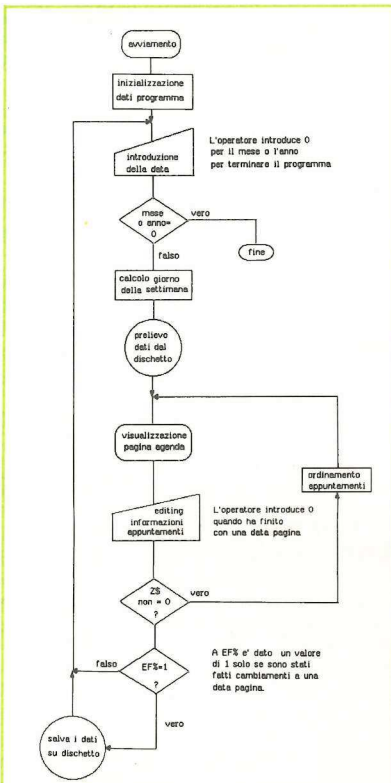 avviamento
inizializzazione
dati programma
introduzione
della data
L'operatore introduce 0
per il mese o l'anno
per terminare il programma
mese
o anno=
0
vero
fine
falso
calcolo giorno
della settimana
prelievo
dati dal
dischetto
visualizzazione
pagina agenda
ordinamento
appuntamenti
editing
informazioni
appuntamenti
L'operatore introduce 0
quando ha finito
con una data pagina
Z$
non = 0
?
vero
EF%=1
?
falso
A EF% e' dato un valore
di 1 solo se sono stati
fatti cambiamenti a una
data pagina.
vero
salva i dati
su dischetto